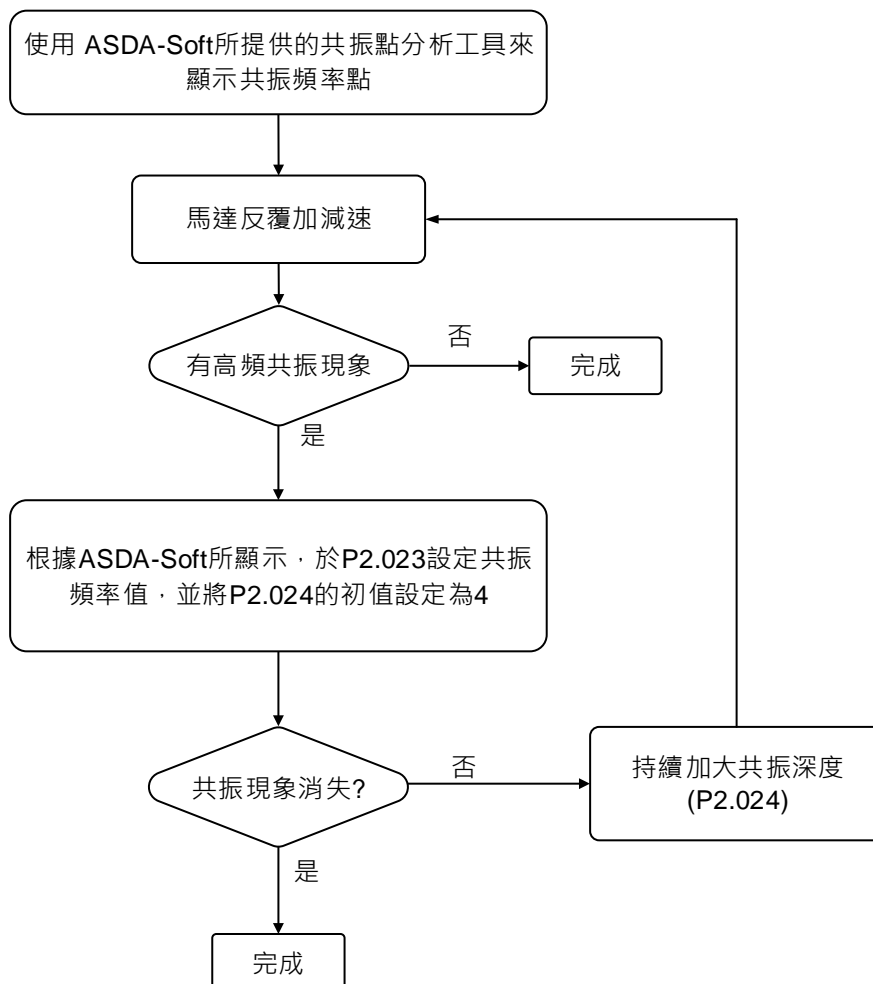 使用 ASDA-Soft所提供的共振點分析工具來
顯示共振頻率點
馬達反覆加減速
有高頻共振現象
否
完成
是
根據ASDA-Soft所顯示，於P2.023設定共振
頻率值，並將P2.024的初值設定為4
共振現象消失?
否
持續加大共振深度
(P2.024)
是
完成